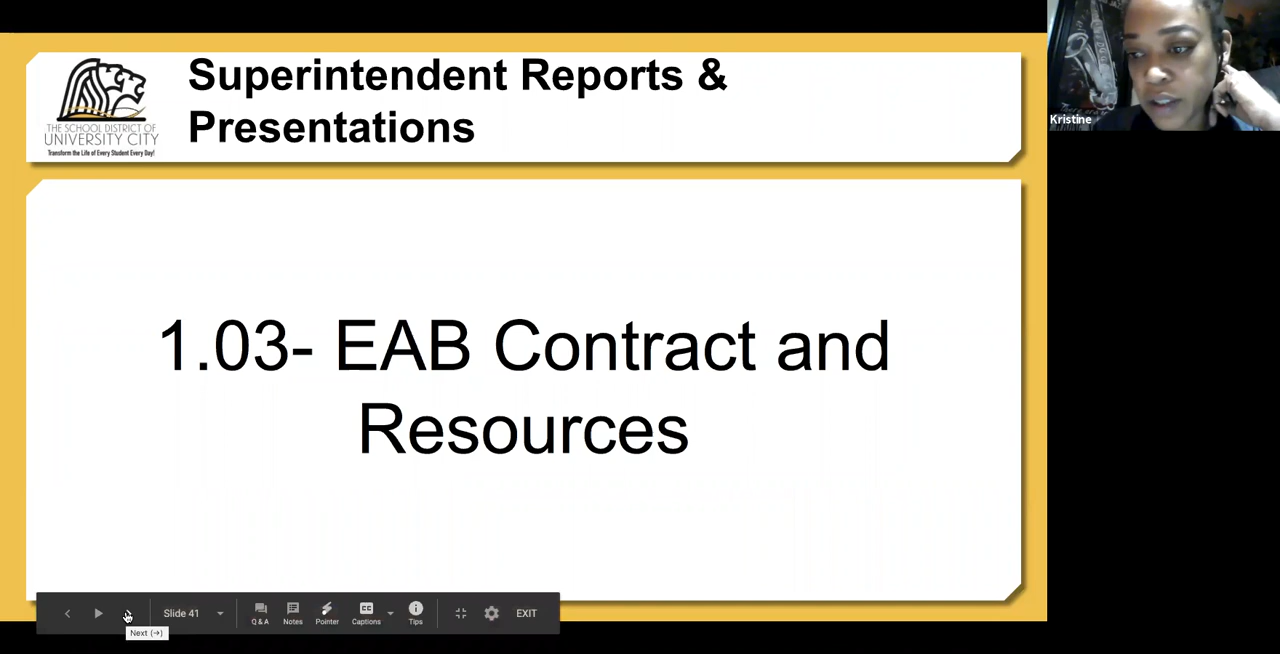 Superintendent Reports &
Presentations
THE SCHOOL DISTRICT OF
UNIVERSITY CITY
Transform the Life of Every Student Every Day!
Kristine
1.03- EAB Contract and
Resources
Slide 41
Q & A
Notes
Pointer
CC
Captions
Tips
EXIT
Next (→)